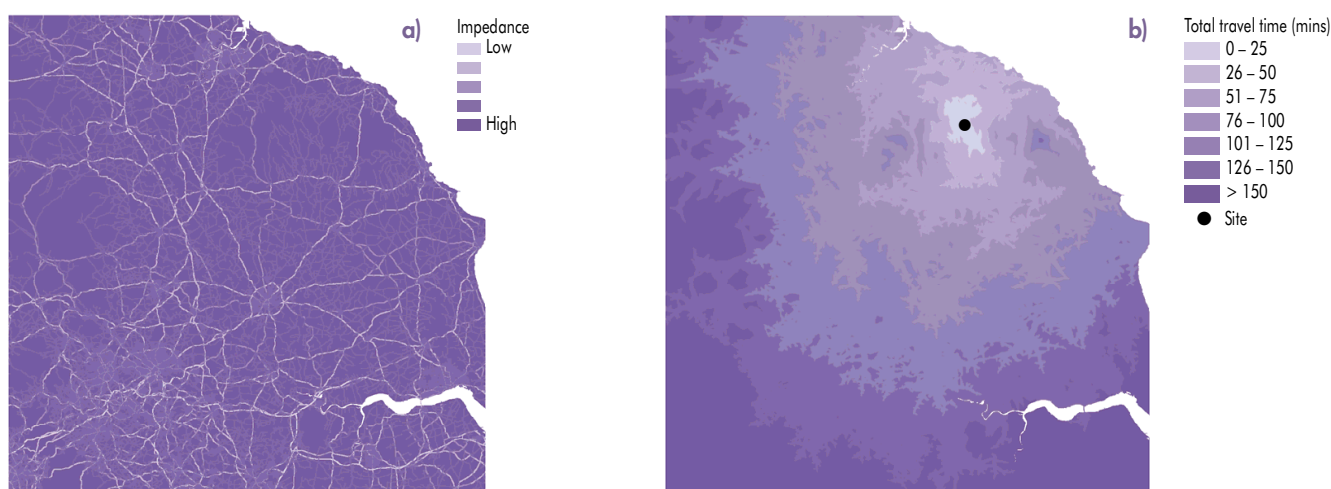 a)
Impedance
Low
High
b)
Total travel time (mins)
0 – 25
26 – 50
51 – 75
76 – 100
101 – 125
126 – 150
> 150
Site